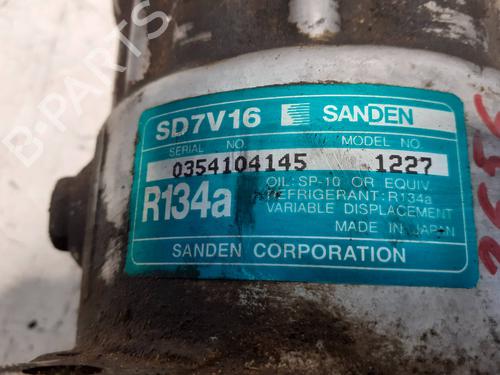 SD7V16 SANDEN
SERIAL NO. MODEL NO.
0354104145 1227
R134a
OIL: SP-10 OR EQUIV.
REFRIGERANT: R134a
VARIABLE DISPLACEMENT
MADE IN JAPAN
SANDEN CORPORATION